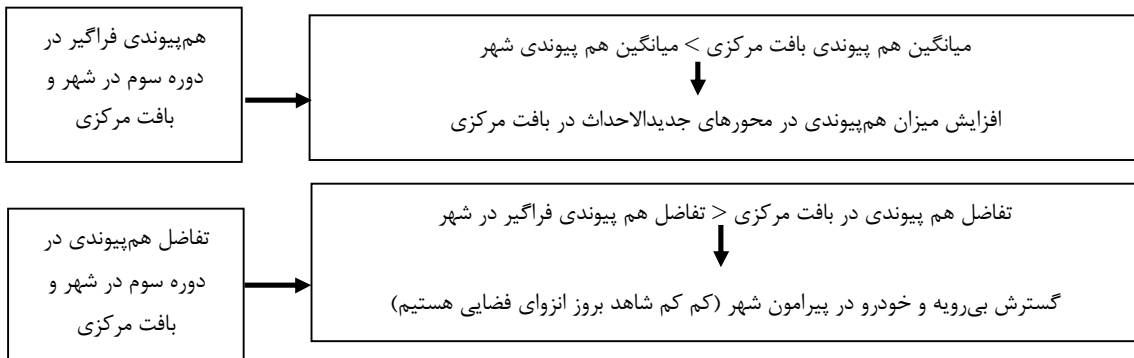 هم‌پیوندی فراگیر در
دوره سوم در شهر و
بافت مرکزی
میانگین هم پیوندی بافت مرکزی < میانگین هم پیوندی شهر
افزایش میزان هم‌پیوندی در محورهای جدیدالاحداث در بافت مرکزی
تفاضل هم‌پیوندی در
دوره سوم در شهر و
بافت مرکزی
تفاضل هم پیوندی در بافت مرکزی > تفاضل هم پیوندی فراگیر در شهر
گسترش بی‌رویه و خودرو در پیرامون شهر (کم کم شاهد بروز انزوای فضایی هستیم)